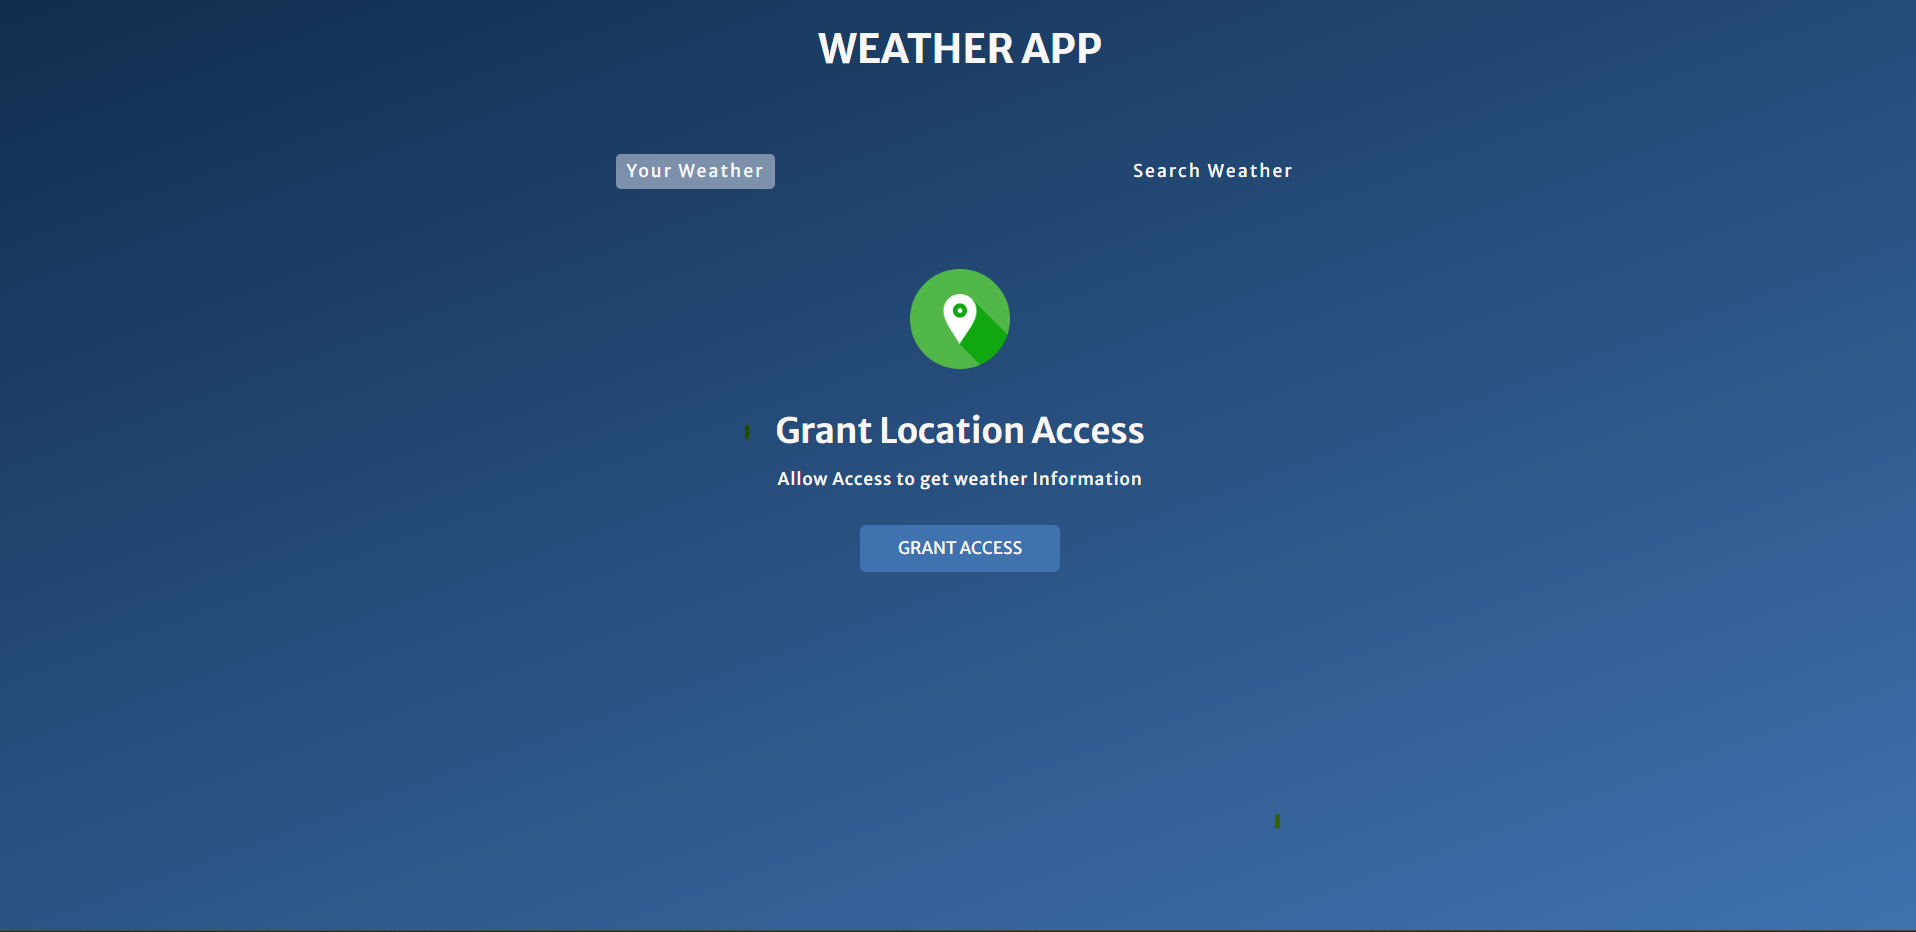 WEATHER APP
Your Weather
Search Weather
Grant Location Access
Allow Access to get weather Information
GRANT ACCESS